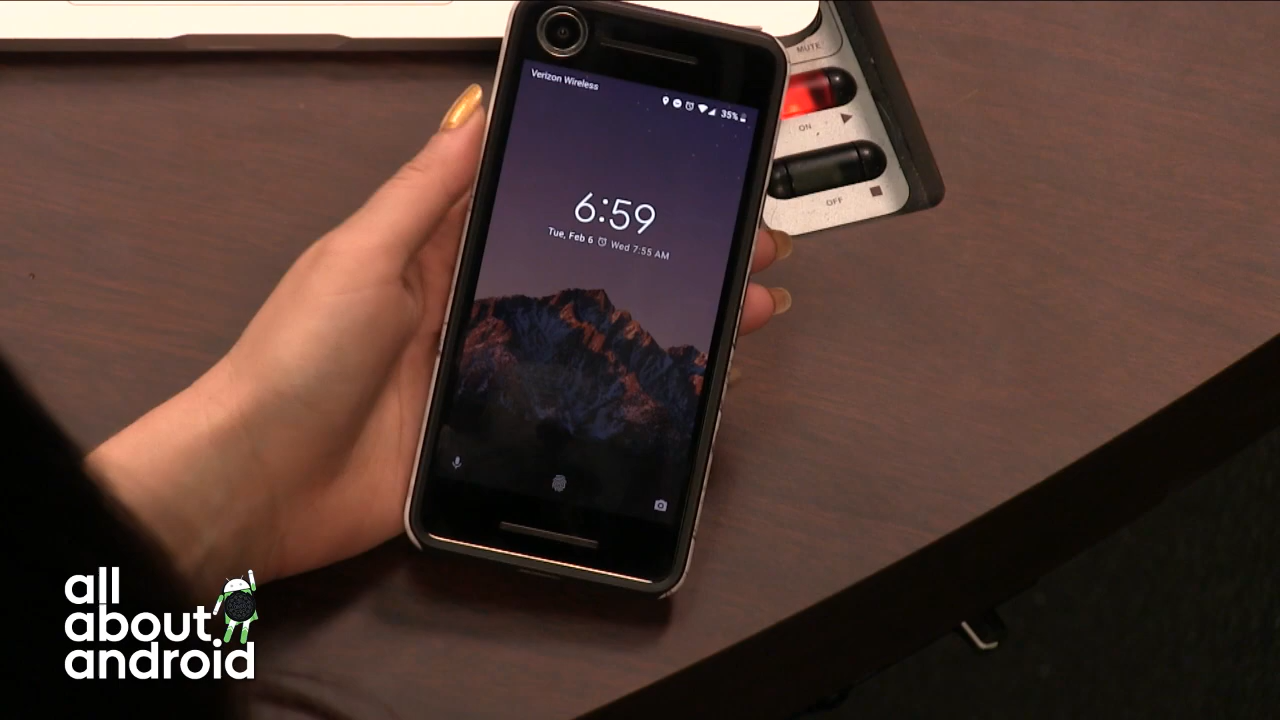 MUTE
Verizon Wireless
35%
ON
OFF
6:59
Tue, Feb 6 Wed 7:55 AM
all
about
android